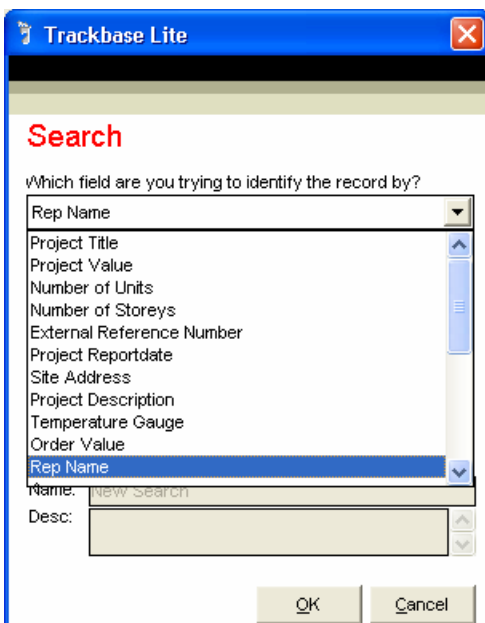 Trackbase Lite
Search
Which field are you trying to identify the record by?
Rep Name
Project Title
Project Value
Number of Units
Number of Storeys
External Reference Number
Project Reportdate
Site Address
Project Description
Temperature Gauge
Order Value
Rep Name
Name: New Search
Desc:
OK Cancel